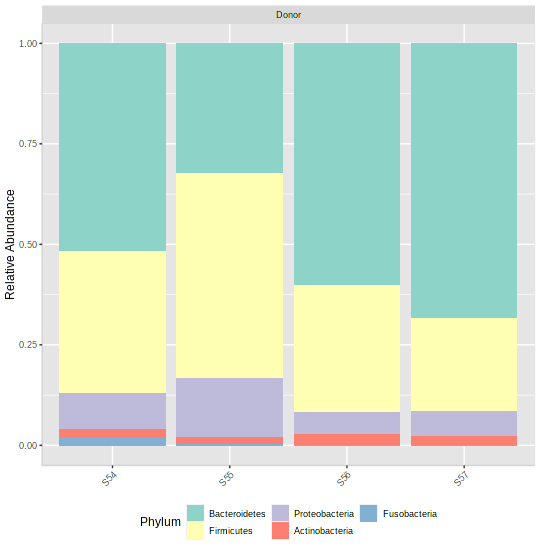 Donor
1.00
0.75
0.50
0.25
0.00
Relative Abundance
S54
S55
S56
S57
Phylum
Bacteroidetes
Firmicutes
Proteobacteria
Actinobacteria
Fusobacteria